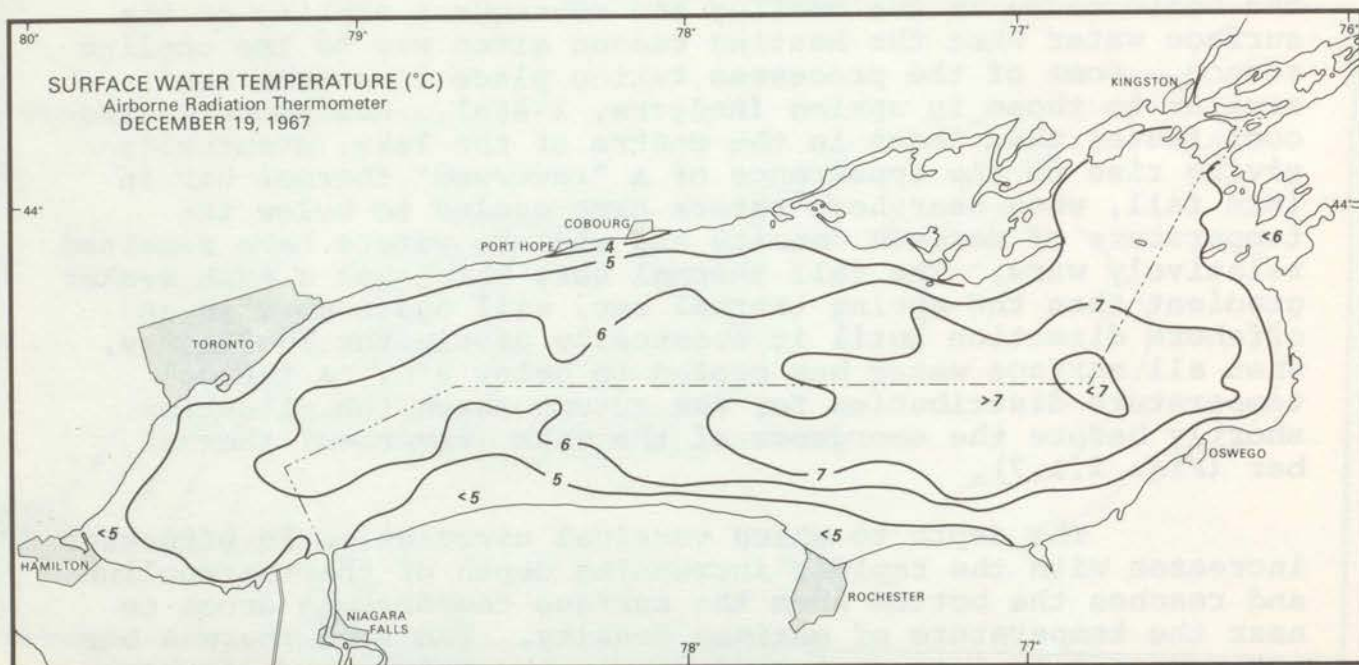 80°
79°
78°
77°
76°
SURFACE WATER TEMPERATURE (°C)
Airborne Radiation Thermometer
DECEMBER 19, 1967
KINGSTON
44°
44°
COBOURG
PORT HOPE
4
5
<6
<7
TORONTO
6
7
>7
6
5
7
OSWEGO
<5
<5
<5
HAMILTON
ROCHESTER
NIAGARA
FALLS
79°
78°
77°